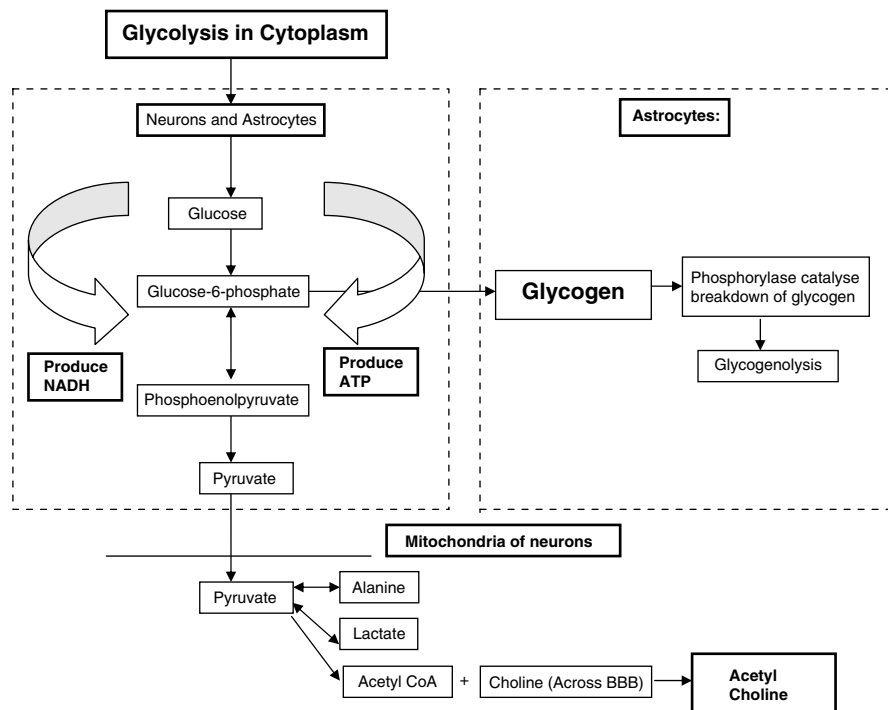 Glycolysis in Cytoplasm
Neurons and Astrocytes
Astrocytes:
Glucose
Glucose-6-phosphate
Glycogen
Phosphorylase catalyse
breakdown of glycogen
Produce
NADH
Produce
ATP
Glycogenolysis
Phosphoenolpyruvate
Pyruvate
Mitochondria of neurons
Pyruvate
Alanine
Lactate
Acetyl CoA + Choline (Across BBB)
Acetyl
Choline